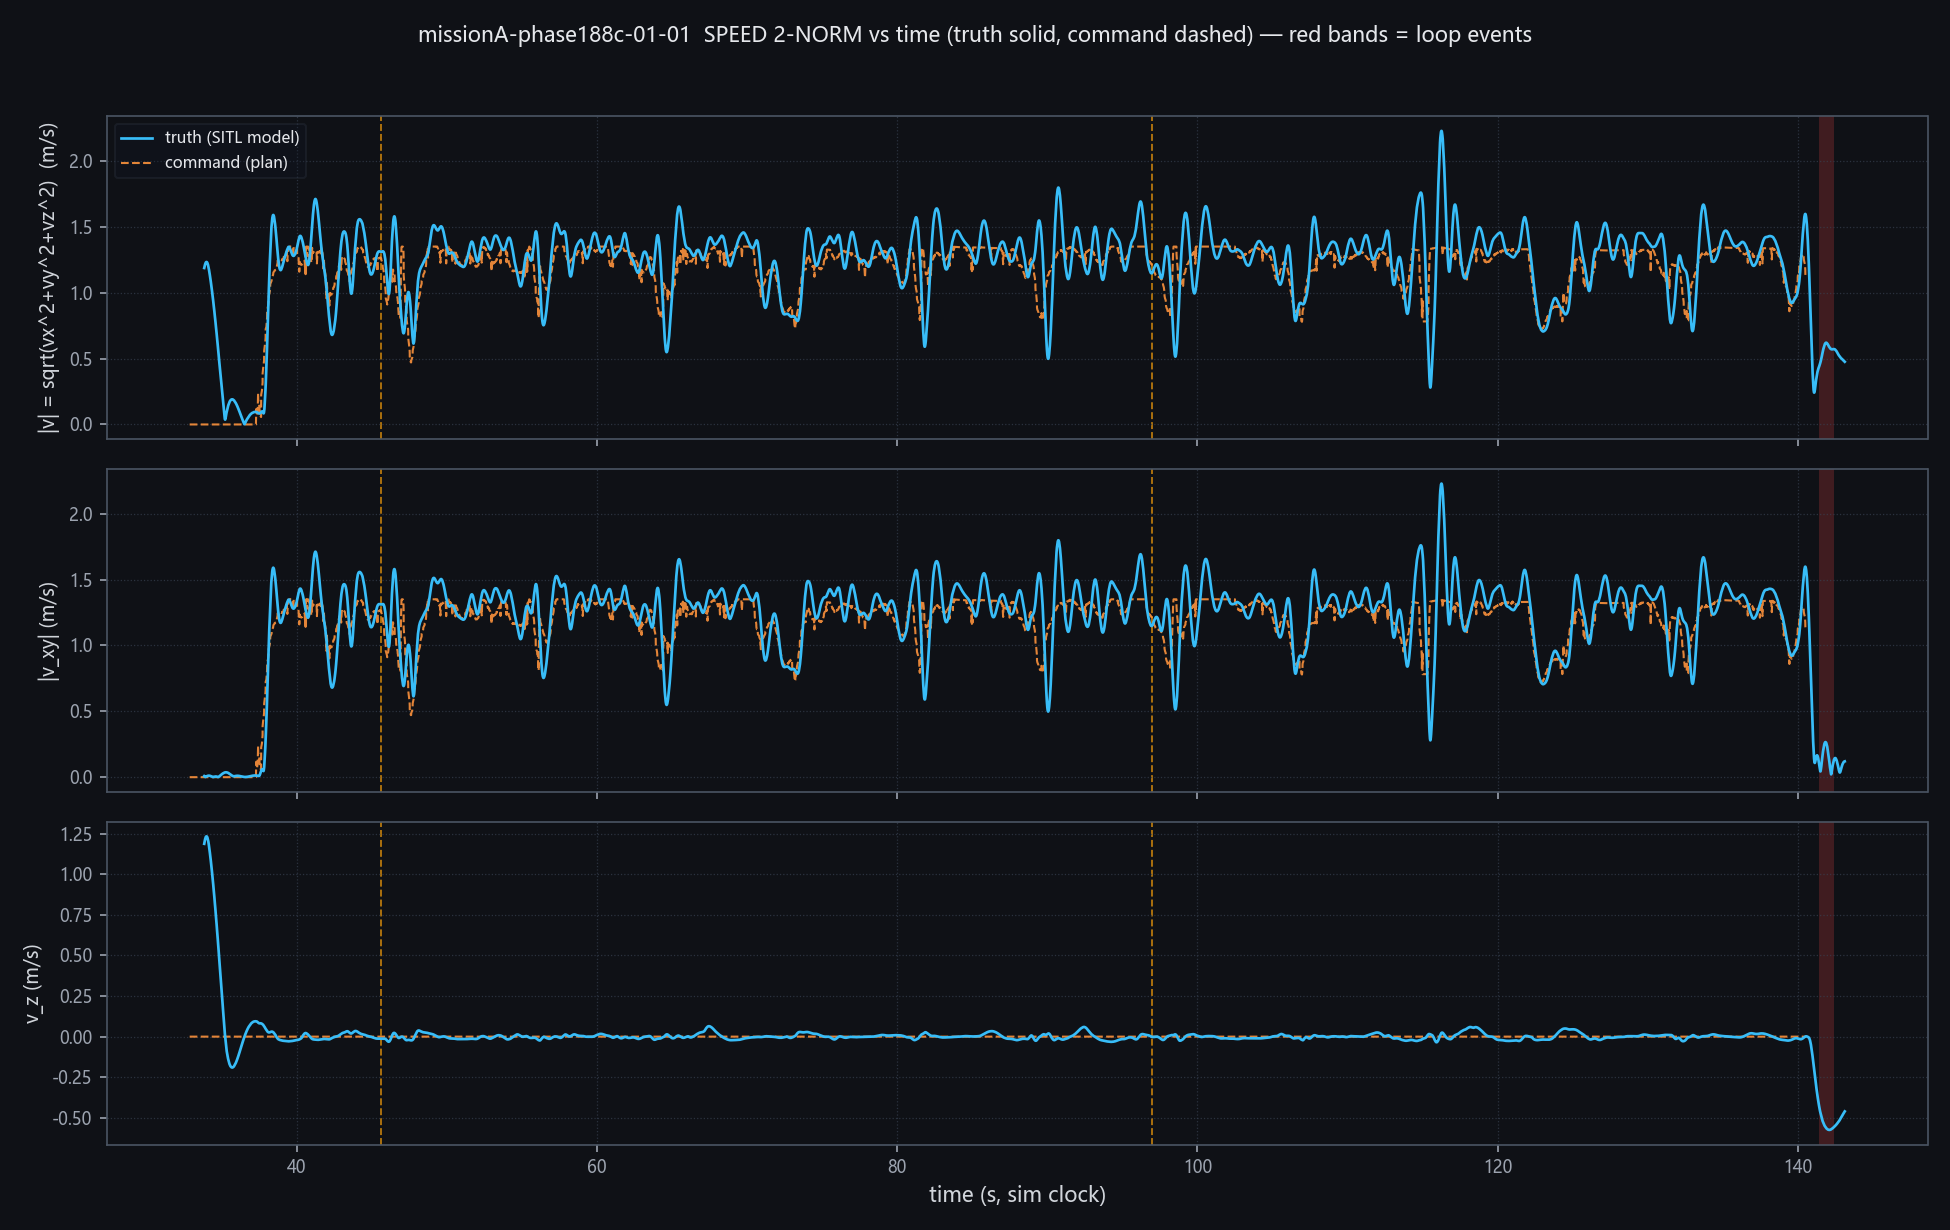 missionA-phase188c-01-01  SPEED 2-NORM vs time (truth solid, command dashed) — red bands = loop events
|v| = sqrt(vx^2+vy^2+vz^2)  (m/s)
truth (SITL model)
command (plan)
2.0
1.5
1.0
0.5
0.0
|v_xy| (m/s)
2.0
1.5
1.0
0.5
0.0
v_z (m/s)
1.25
1.00
0.75
0.50
0.25
0.00
-0.25
-0.50
40 60 80 100 120 140
time (s, sim clock)